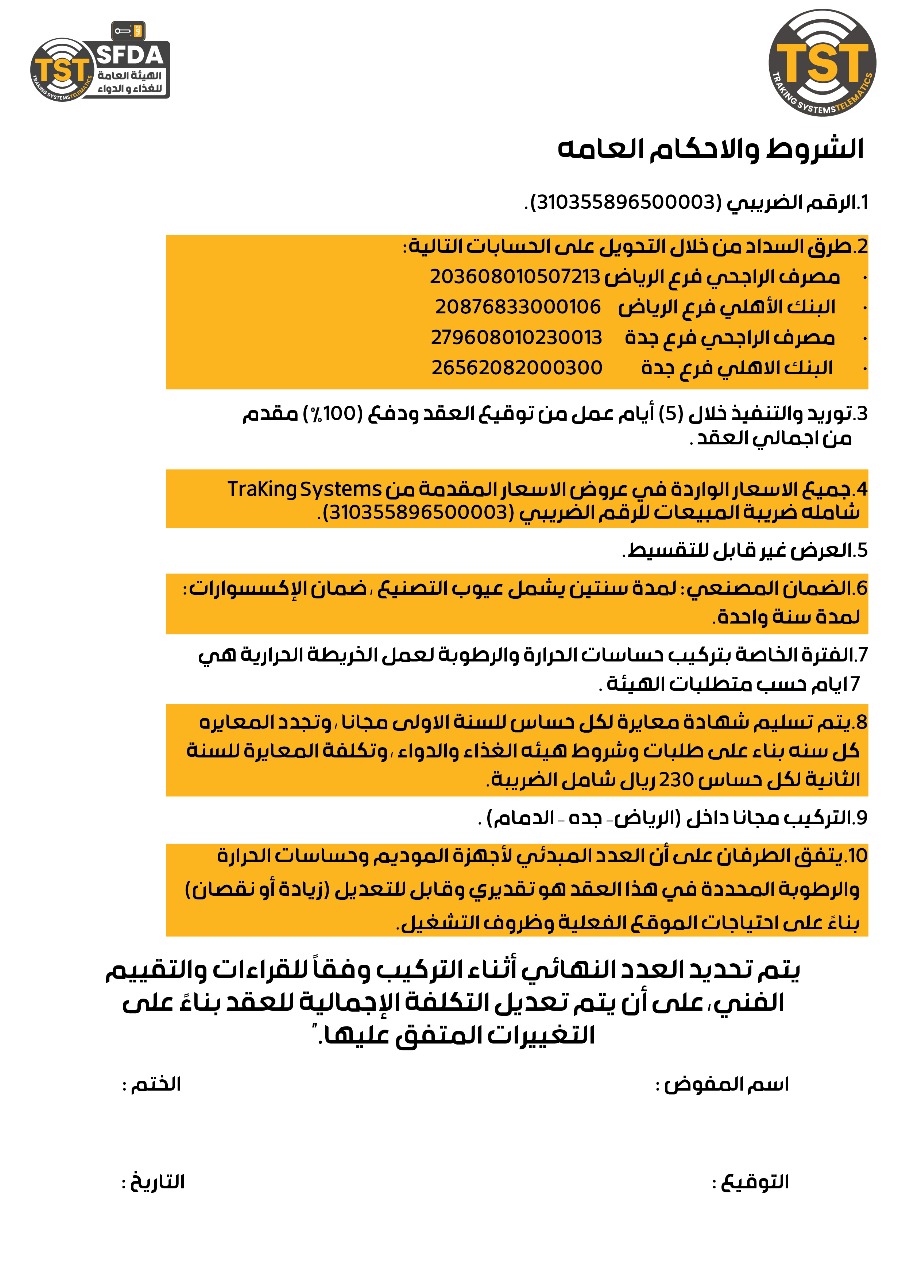 SFDA
الهيئة العامة
للغذاء و الدواء
TST
TRAKING SYSTEMSTELEMATICS
TST
TRAKING SYSTEMSTELEMATICS
الشروط والاحكام العامه
1.الرقم الضريبي (310355896500003).
2.طرق السداد من خلال التحويل على الحسابات التالية:
· مصرف الراجحي فرع الرياض 203608010507213
· البنك الأهلي فرع الرياض 20876833000106
· مصرف الراجحي فرع جدة 279608010230013
· البنك الاهلي فرع جدة 26562082000300
3.توريد والتنفيذ خلال (5) أيام عمل من توقيع العقد ودفع (100%) مقدم
من اجمالي العقد .
4.جميع الاسعار الواردة في عروض الاسعار المقدمة من TraKing Systems
شامله ضريبة المبيعات للرقم الضريبي (310355896500003).
5.العرض غير قابل للتقسيط.
6.الضمان المصنعي: لمدة سنتين يشمل عيوب التصنيع ، ضمان الإكسسوارات:
لمدة سنة واحدة.
7.الفترة الخاصة بتركيب حساسات الحرارة والرطوبة لعمل الخريطة الحرارية هي
7 ايام حسب متطلبات الهيئة .
8.يتم تسليم شهادة معايرة لكل حساس للسنة الاولى مجانا ، وتجدد المعايره
كل سنه بناء على طلبات وشروط هيئه الغذاء والدواء ، وتكلفة المعايرة للسنة
الثانية لكل حساس 230 ريال شامل الضريبة.
9.التركيب مجانا داخل (الرياض- جده - الدمام) .
10.يتفق الطرفان على أن العدد المبدئي لأجهزة الموديم وحساسات الحرارة
والرطوبة المحددة في هذا العقد هو تقديري وقابل للتعديل (زيادة أو نقصان)
بناءً على احتياجات الموقع الفعلية وظروف التشغيل.
يتم تحديد العدد النهائي أثناء التركيب وفقاً للقراءات والتقييم
الفني، على أن يتم تعديل التكلفة الإجمالية للعقد بناءً على
التغييرات المتفق عليها."
اسم المفوض :
الختم :
التوقيع :
التاريخ :